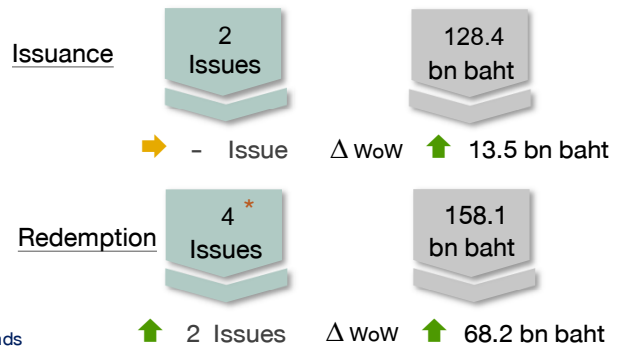 2
Issues
128.4
bn baht
Issuance
- Issue
Δ WoW 13.5 bn baht
4 *
Issues
158.1
bn baht
Redemption
2 Issues
Δ WoW 68.2 bn baht